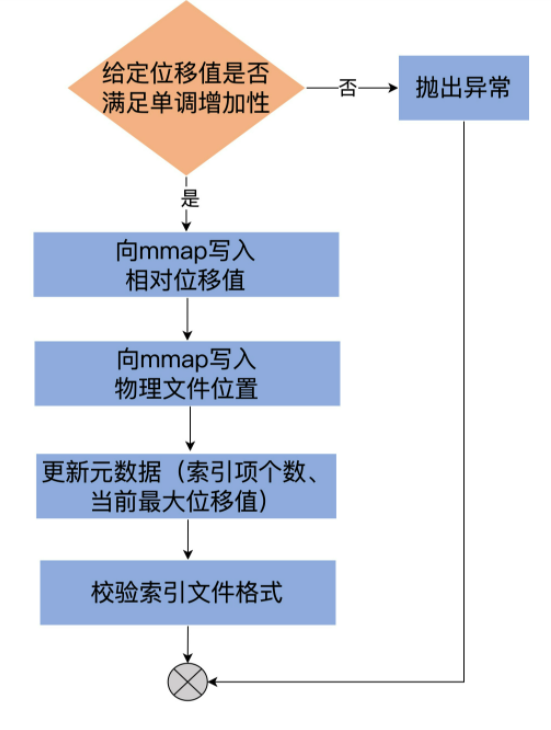 给定位移值是否
满足单调增加性
否
抛出异常
是
向mmap写入
相对位移值
向mmap写入
物理文件位置
更新元数据（索引项个数、
当前最大位移值）
校验索引文件格式